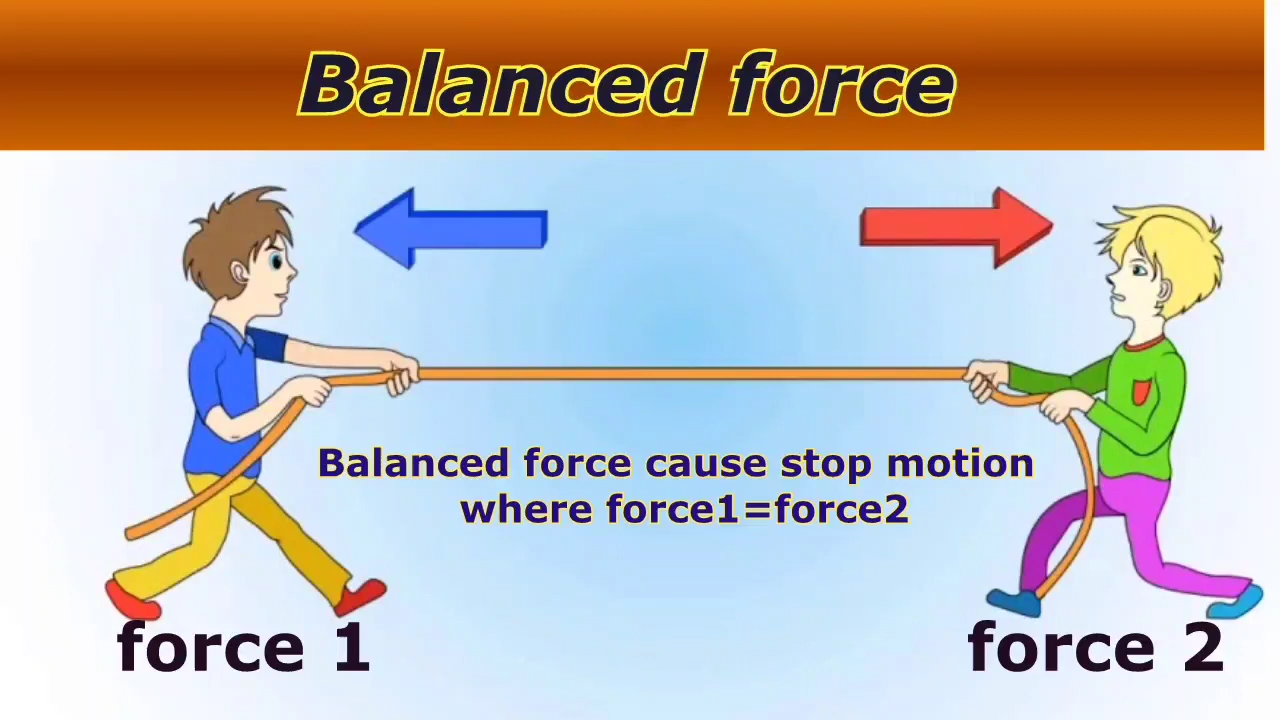 Balanced force
Balanced force cause stop motion
where force1=force2
force 1
force 2